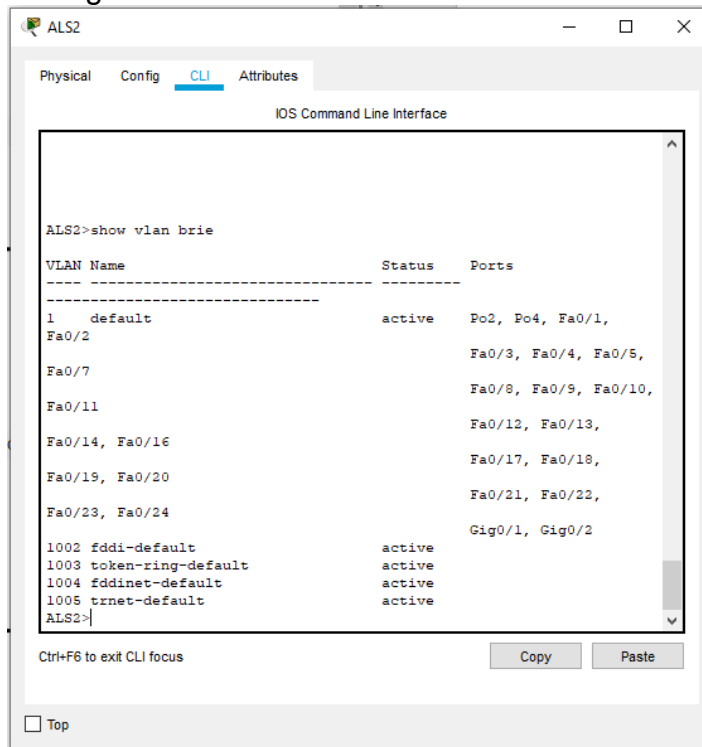 ALS2
Physical Config CLI Attributes
IOS Command Line Interface
ALS2>show vlan brie
VLAN Name Status Ports
---- -------------------------------- ---------
-------------------------------
1 default active Po2, Po4, Fa0/1,
Fa0/2
Fa0/3, Fa0/4, Fa0/5,
Fa0/7
Fa0/8, Fa0/9, Fa0/10,
Fa0/11
Fa0/12, Fa0/13,
Fa0/14, Fa0/16
Fa0/17, Fa0/18,
Fa0/19, Fa0/20
Fa0/21, Fa0/22,
Fa0/23, Fa0/24
Gig0/1, Gig0/2
1002 fddi-default active
1003 token-ring-default active
1004 fddinet-default active
1005 trnet-default active
ALS2>
Ctrl+F6 to exit CLI focus Copy Paste
Top